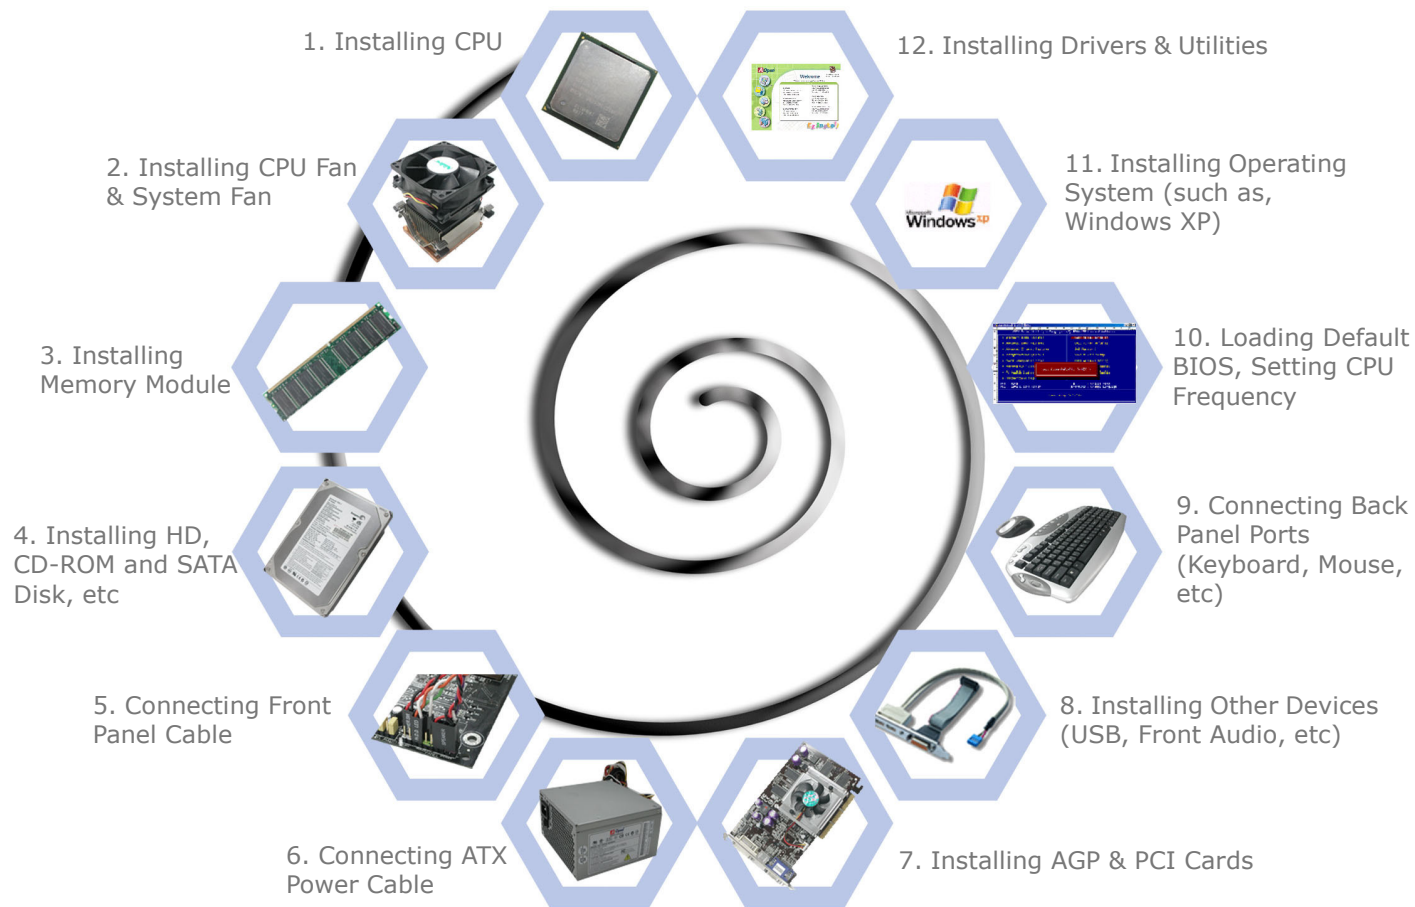 1. Installing CPU
2. Installing CPU Fan
& System Fan
3. Installing
Memory Module
4. Installing HD,
CD-ROM and SATA
Disk, etc
5. Connecting Front
Panel Cable
6. Connecting ATX
Power Cable
7. Installing AGP & PCI Cards
8. Installing Other Devices
(USB, Front Audio, etc)
9. Connecting Back
Panel Ports
(Keyboard, Mouse,
etc)
10. Loading Default
BIOS, Setting CPU
Frequency
11. Installing Operating
System (such as,
Windows XP)
Microsoft
Windows xp
12. Installing Drivers & Utilities
Welcome